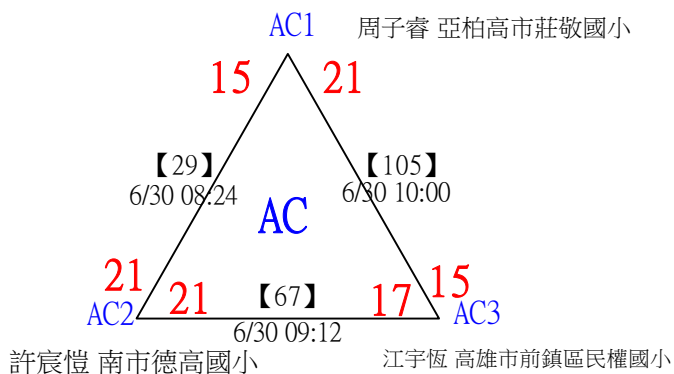 AC1 周子睿 亞柏高市莊敬國小
15 21
【29】 【105】
6/30 08:24 6/30 10:00
AC
21 15
AC2 21 【67】 17 AC3
6/30 09:12
許宸愷 南市德高國小 江宇恆 高雄市前鎮區民權國小